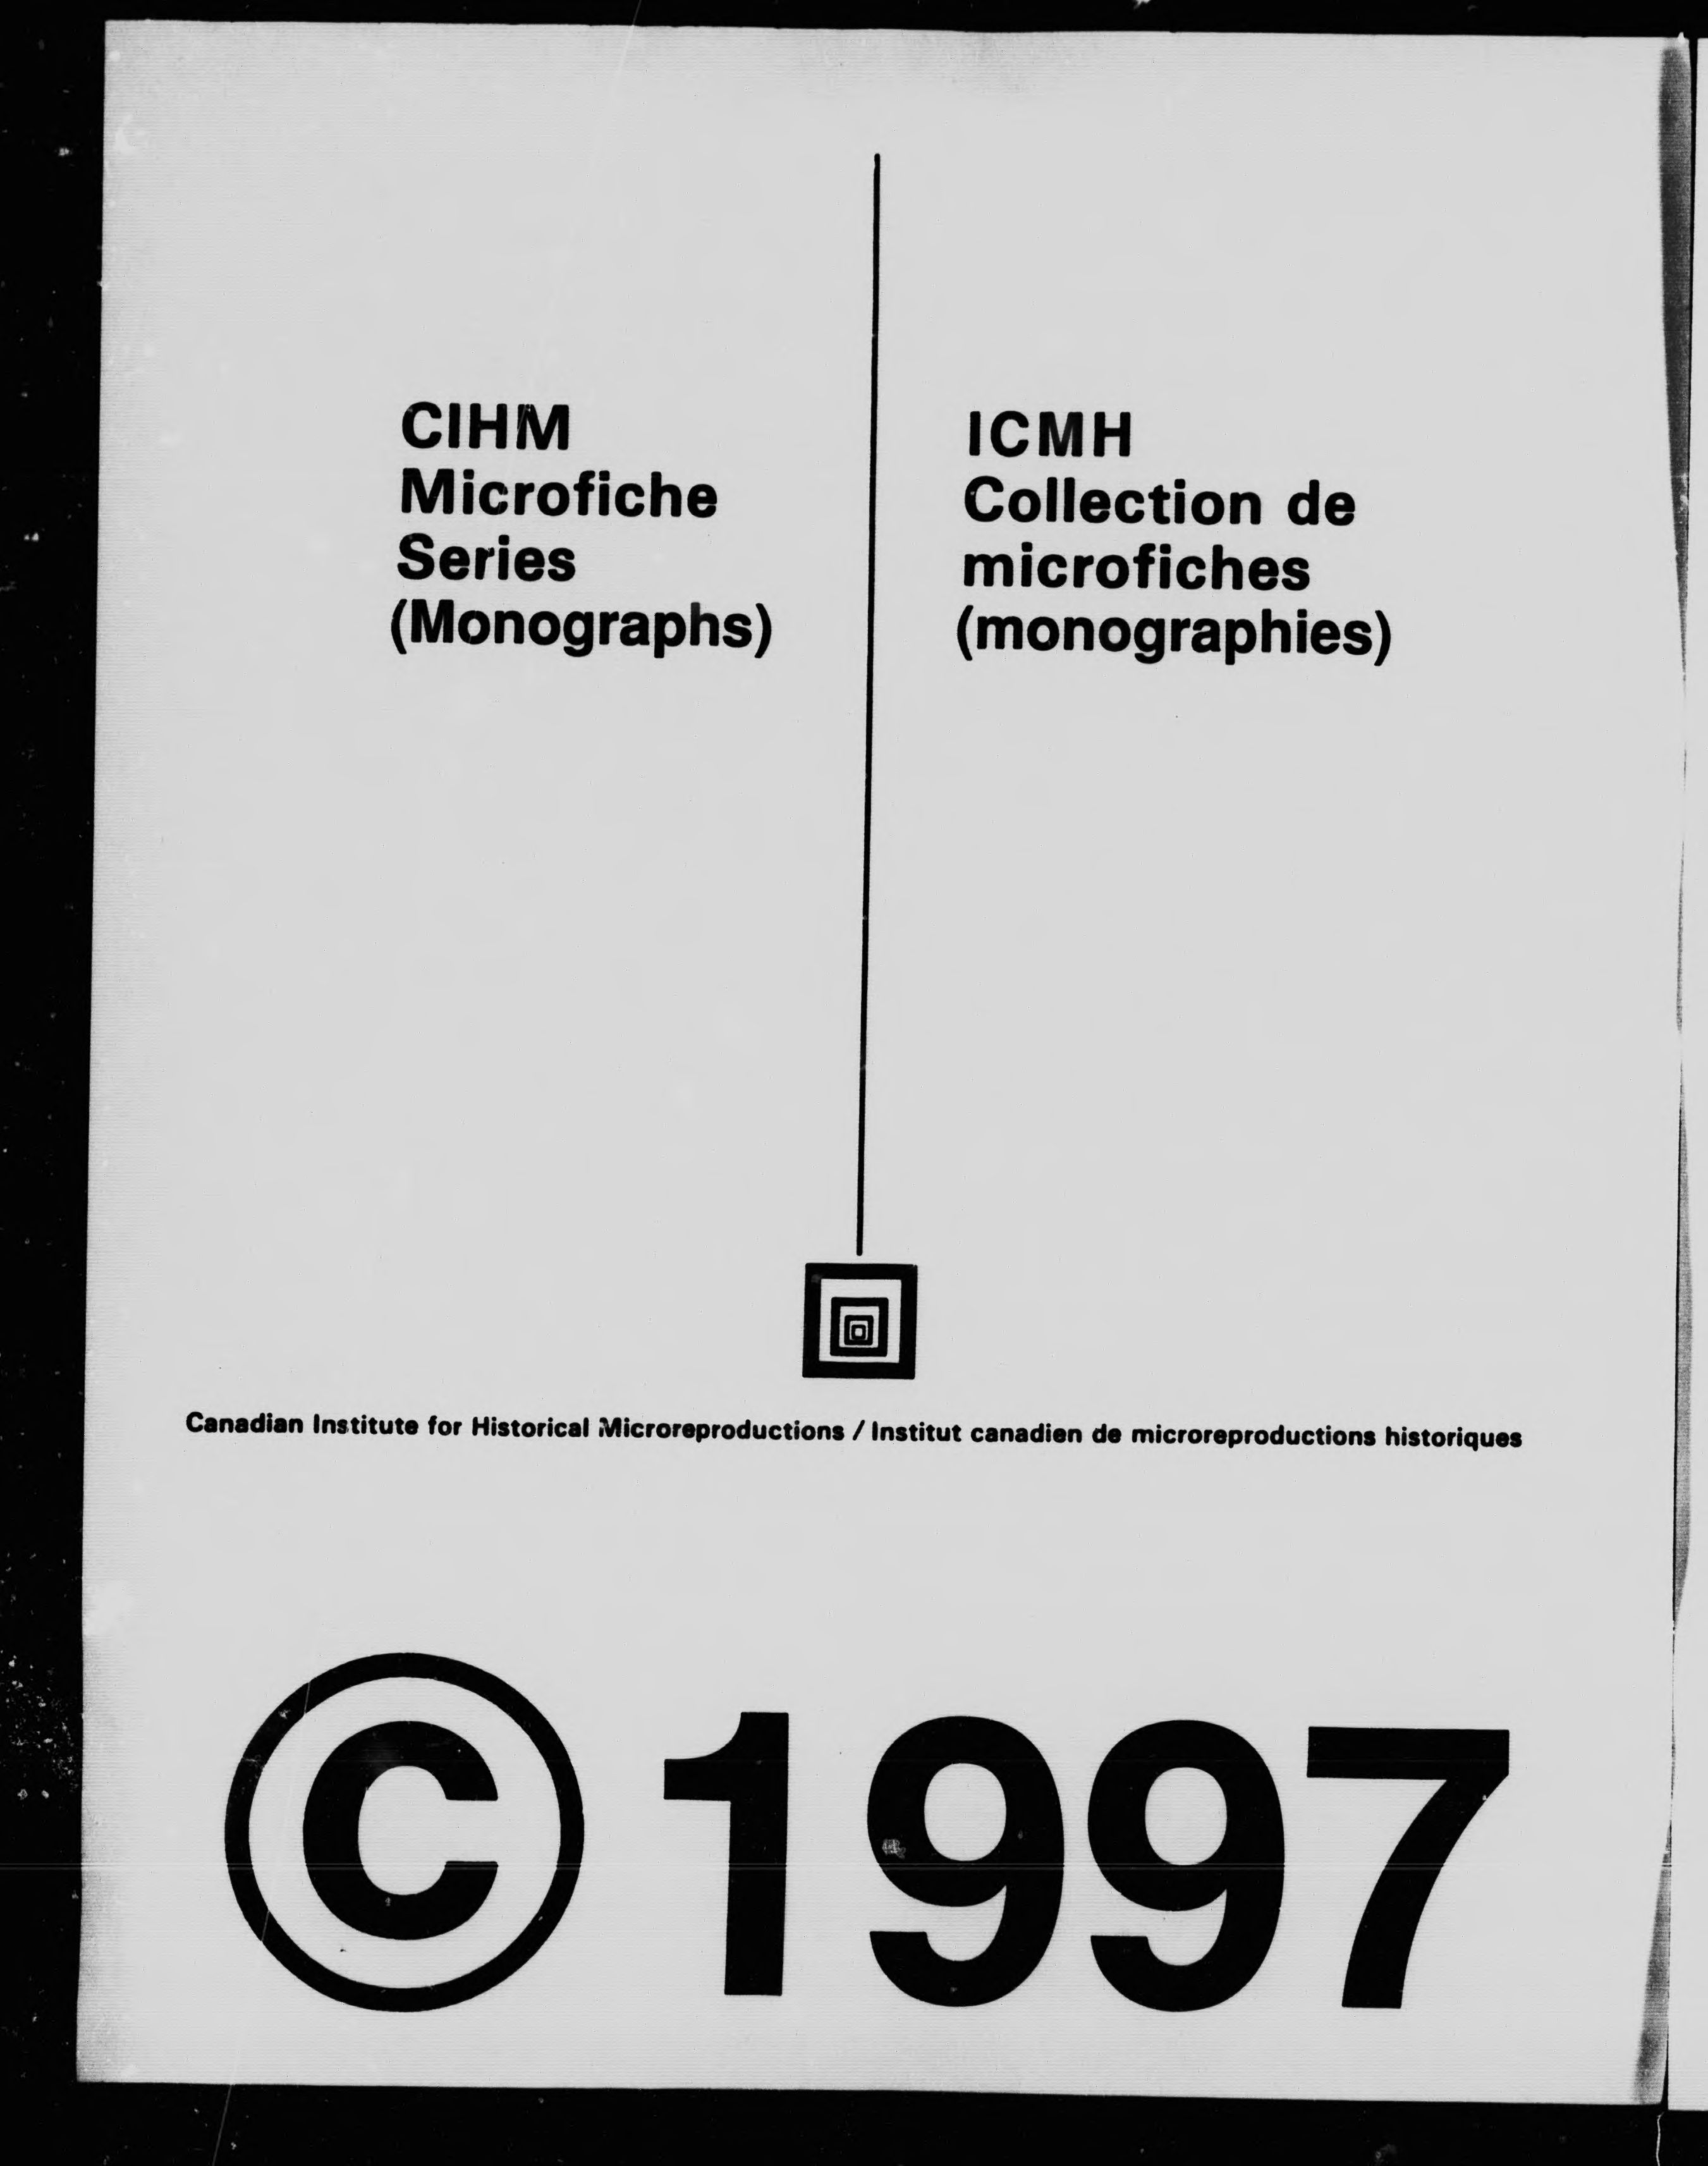 CIHM
Microfiche
Series
(Monographs)
ICMH
Collection de
microfiches
(monographies)
Canadian Institute for Historical Microreproductions / Institut canadien de microreproductions historiques
© 1997